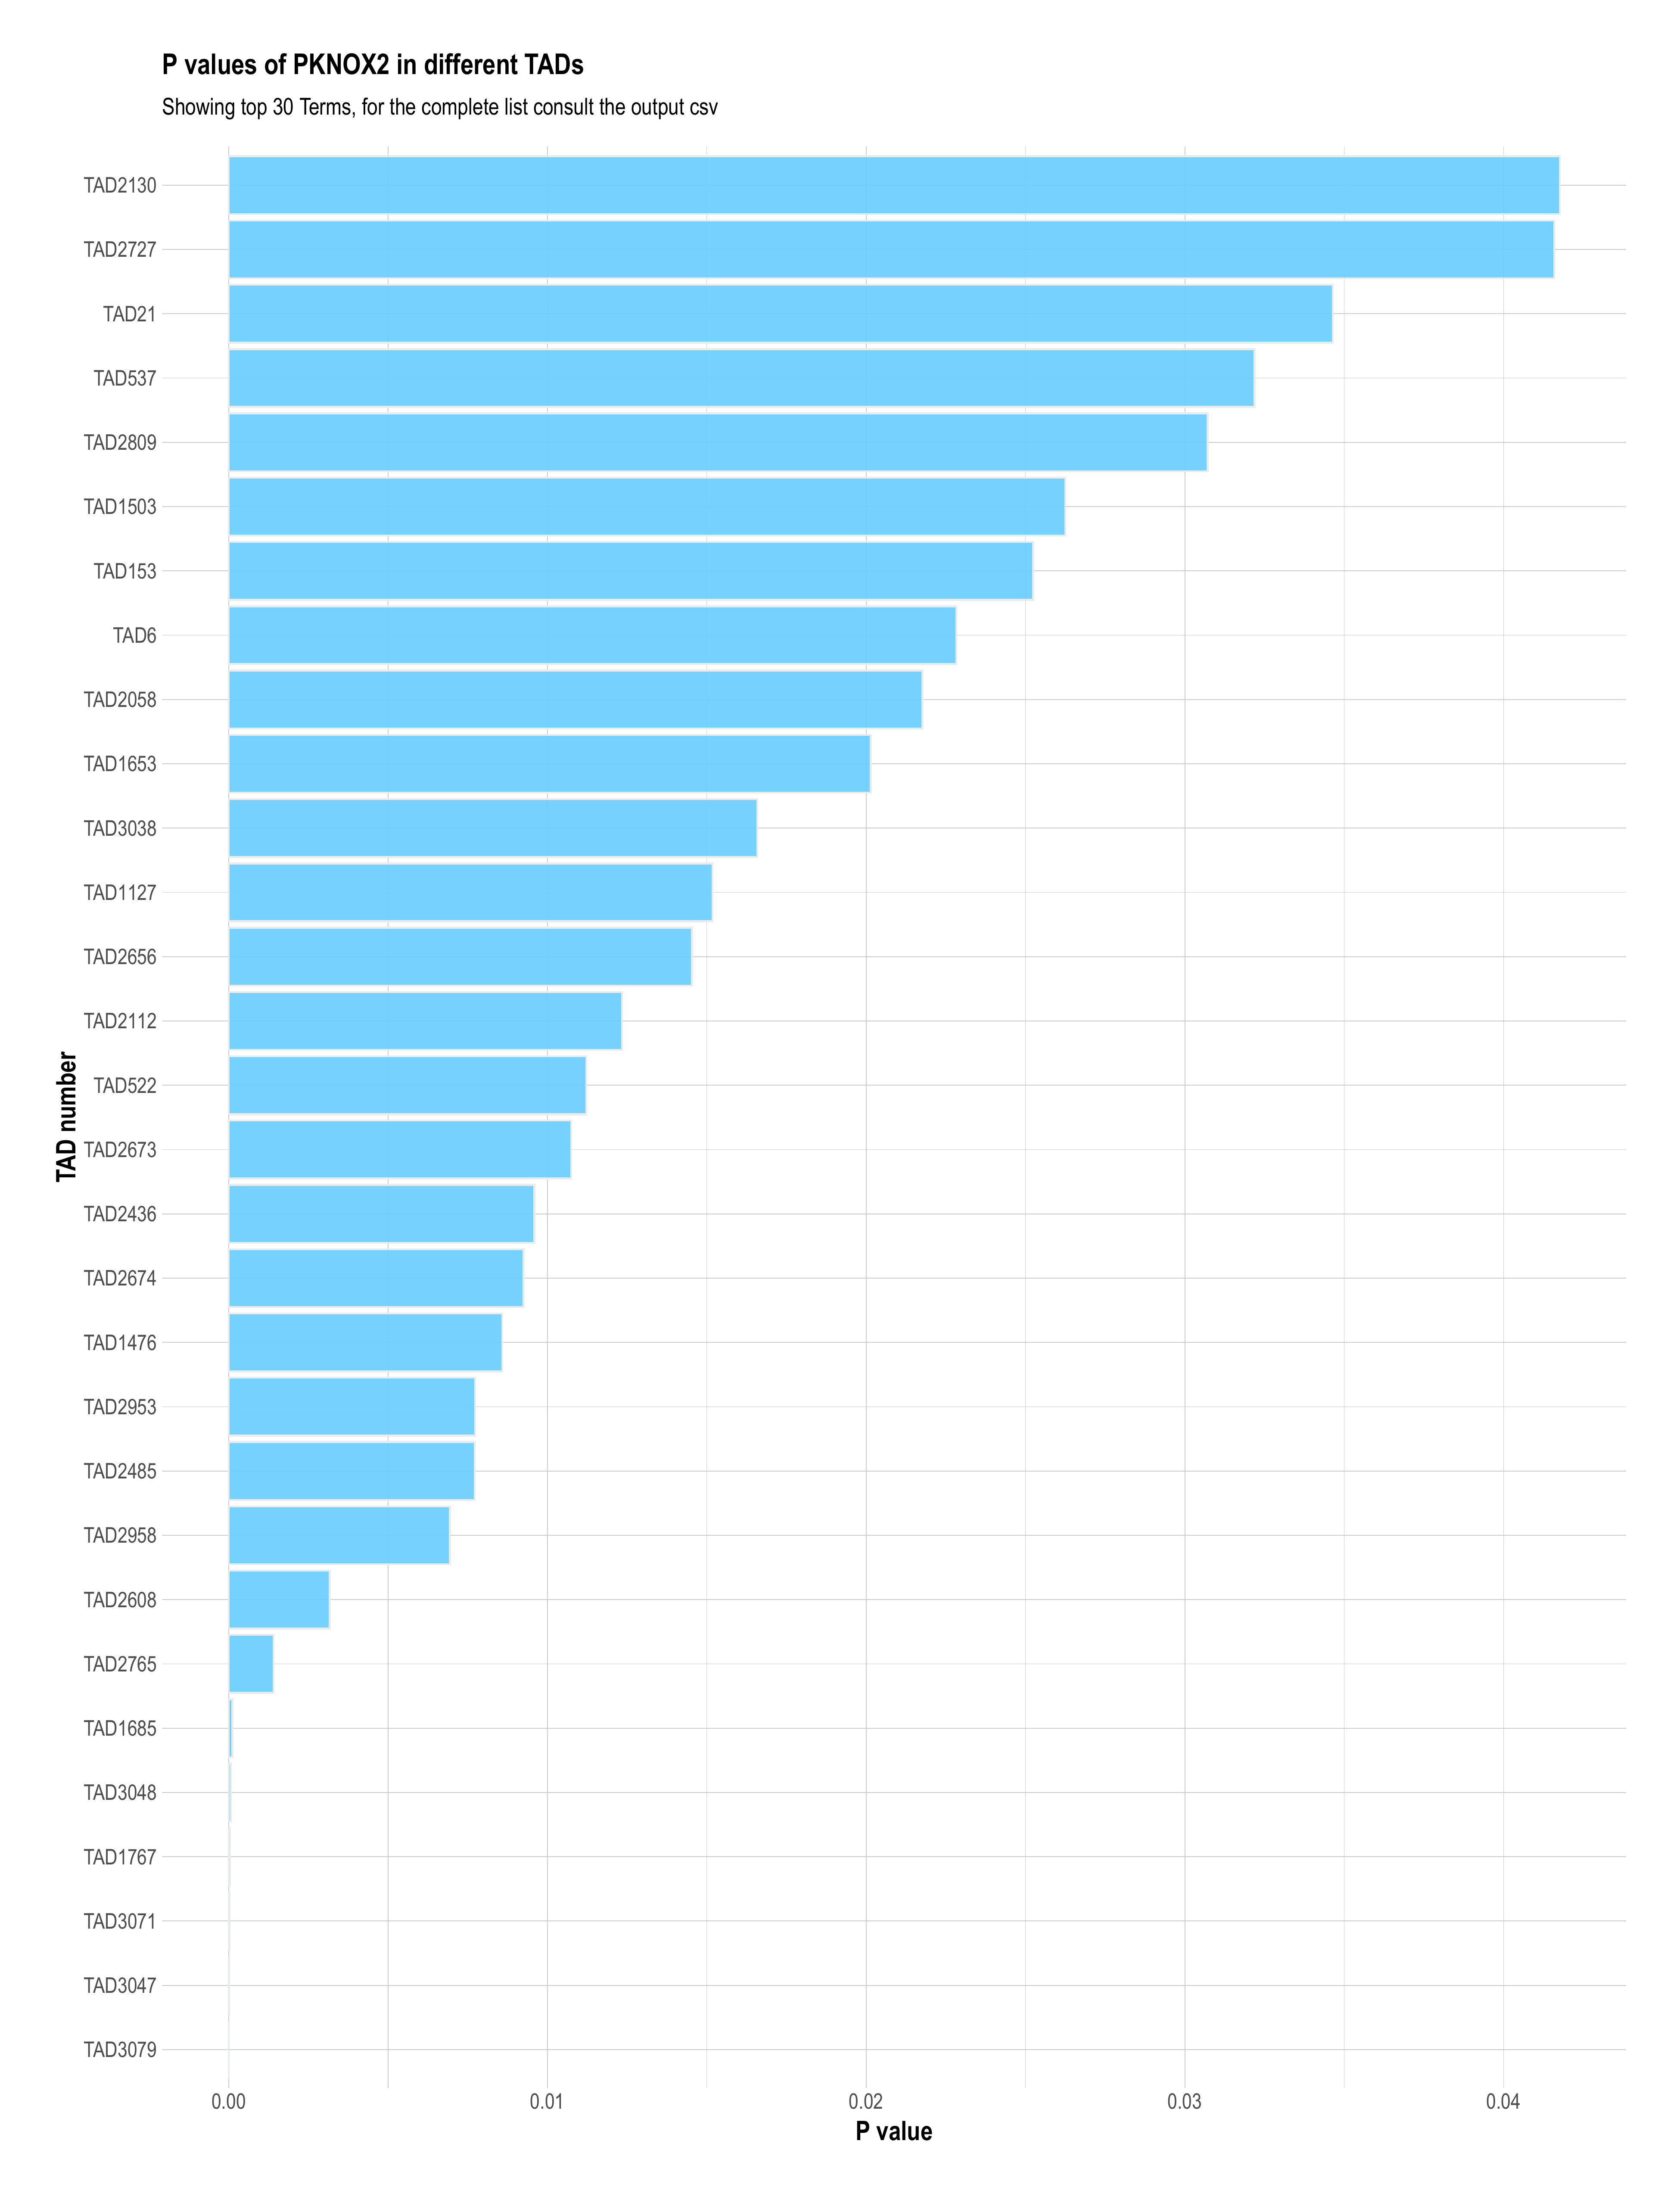 P values of PKNOX2 in different TADs
Showing top 30 Terms, for the complete list consult the output csv
TAD number
TAD2130
TAD2727
TAD21
TAD537
TAD2809
TAD1503
TAD153
TAD6
TAD2058
TAD1653
TAD3038
TAD1127
TAD2656
TAD2112
TAD522
TAD2673
TAD2436
TAD2674
TAD1476
TAD2953
TAD2485
TAD2958
TAD2608
TAD2765
TAD1685
TAD3048
TAD1767
TAD3071
TAD3047
TAD3079
0.00 0.01 0.02 0.03 0.04
P value